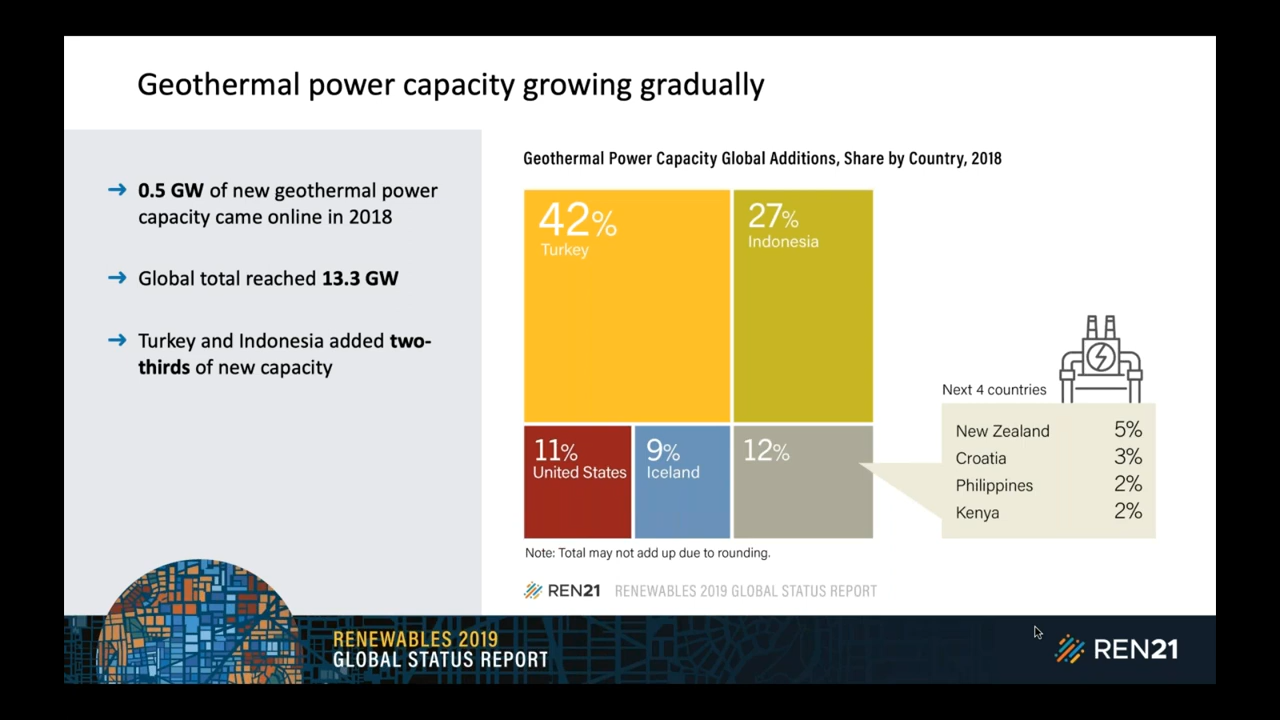 Geothermal power capacity growing gradually
→ 0.5 GW of new geothermal power
capacity came online in 2018
→ Global total reached 13.3 GW
→ Turkey and Indonesia added two-
thirds of new capacity
Geothermal Power Capacity Global Additions, Share by Country, 2018
42%
Turkey
27%
Indonesia
11%
United States
9%
Iceland
12%
Next 4 countries
New Zealand 5%
Croatia 3%
Philippines 2%
Kenya 2%
Note: Total may not add up due to rounding.
REN21 RENEWABLES 2019 GLOBAL STATUS REPORT
RENEWABLES 2019
GLOBAL STATUS REPORT
REN21